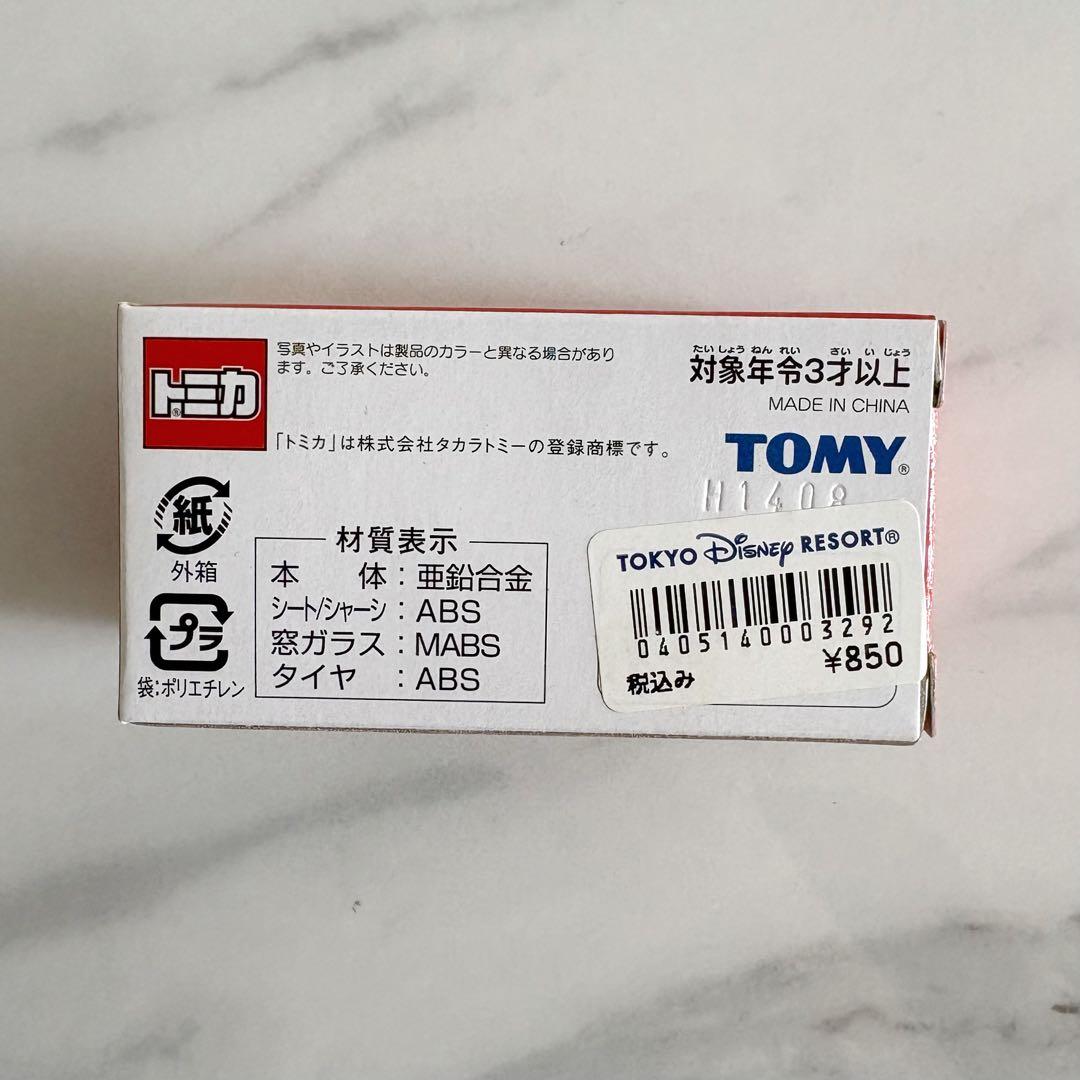 トミカ®
写真やイラストは製品のカラーと異なる場合があり
ます。ご了承ください。
「トミカ」は株式会社タカラトミーの登録商標です。
たい しょう ねん れい さい い じょう
対象年令3才以上
MADE IN CHINA
TOMY®
H1408
紙
外箱
プラ
袋:ポリエチレン
材質表示
本体:亜鉛合金
シート/シャーシ:ABS
窓ガラス:MABS
タイヤ:ABS
TOKYO Disney RESORT®
0405140003292
¥850
税込み